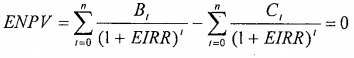 ENPV = \sum_{t=0}^{n} \frac{B_t}{(1 + EIRR)^t} - \sum_{t=0}^{n} \frac{C_t}{(1 + EIRR)^t} = 0